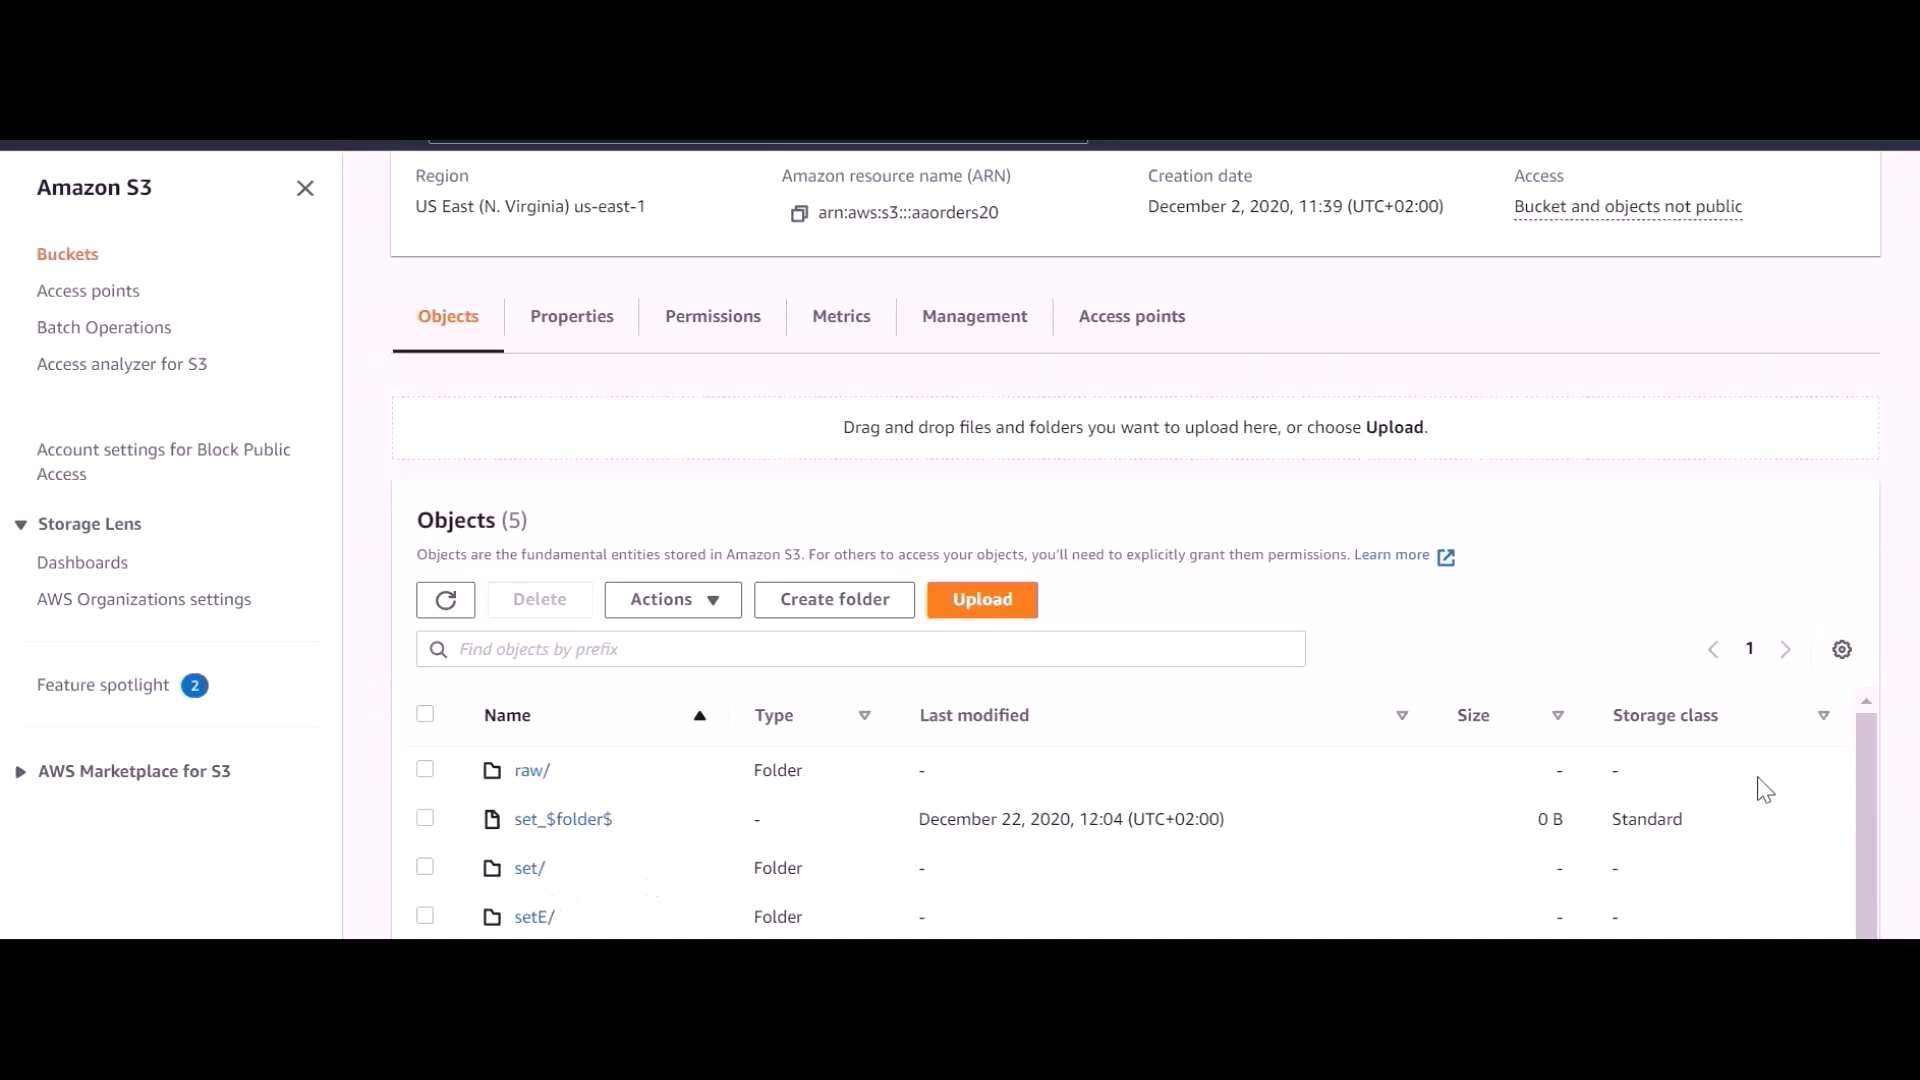 Amazon S3
Buckets
Access points
Batch Operations
Access analyzer for S3
Account settings for Block Public
Access
Storage Lens
Dashboards
AWS Organizations settings
Feature spotlight 2
AWS Marketplace for S3
Region
US East (N. Virginia) us-east-1
Amazon resource name (ARN)
arn:aws:s3:::aaorders20
Creation date
December 2, 2020, 11:39 (UTC+02:00)
Access
Bucket and objects not public
Objects Properties Permissions Metrics Management Access points
Drag and drop files and folders you want to upload here, or choose Upload.
Objects (5)
Objects are the fundamental entities stored in Amazon S3. For others to access your objects, you'll need to explicitly grant them permissions. Learn more
Delete Actions Create folder Upload
Find objects by prefix
1
Name Type Last modified Size Storage class
raw/ Folder - - -
set_$folder$ - December 22, 2020, 12:04 (UTC+02:00) 0 B Standard
set/ Folder - - -
setE/ Folder - - -